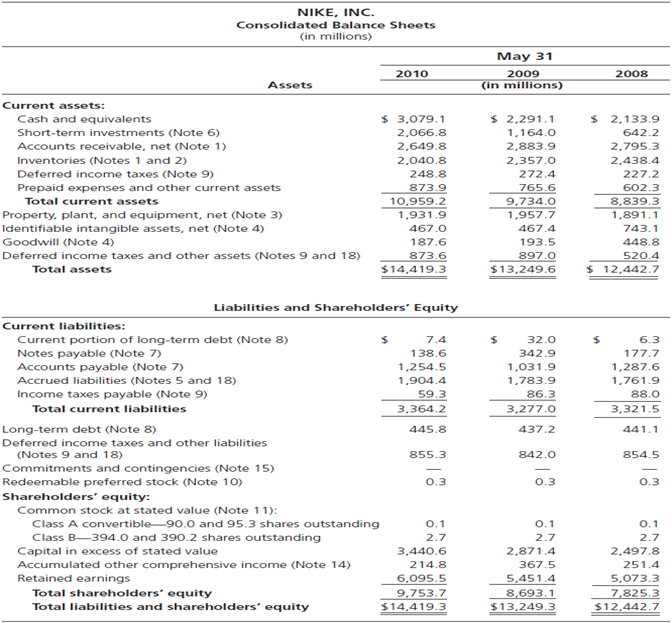 NIKE, INC.
Consolidated Balance Sheets
(in millions)
May 31
2010 2009 2008
Assets (in millions)
Current assets:
Cash and equivalents $ 3,079.1 $ 2,291.1 $ 2,133.9
Short-term investments (Note 6) 2,066.8 1,164.0 642.2
Accounts receivable, net (Note 1) 2,649.8 2,883.9 2,795.3
Inventories (Notes 1 and 2) 2,040.8 2,357.0 2,438.4
Deferred income taxes (Note 9) 248.8 272.4 227.2
Prepaid expenses and other current assets 873.9 765.6 602.3
Total current assets 10,959.2 9,734.0 8,839.3
Property, plant, and equipment, net (Note 3) 1,931.9 1,957.7 1,891.1
Identifiable intangible assets, net (Note 4) 467.0 467.4 743.1
Goodwill (Note 4) 187.6 193.5 448.8
Deferred income taxes and other assets (Notes 9 and 18) 873.6 897.0 520.4
Total assets $14,419.3 $13,249.6 $ 12,442.7
Liabilities and Shareholders' Equity
Current liabilities:
Current portion of long-term debt (Note 8) $ 7.4 $ 32.0 $ 6.3
Notes payable (Note 7) 138.6 342.9 177.7
Accounts payable (Note 7) 1,254.5 1,031.9 1,287.6
Accrued liabilities (Notes 5 and 18) 1,904.4 1,783.9 1,761.9
Income taxes payable (Note 9) 59.3 86.3 88.0
Total current liabilities 3,364.2 3,277.0 3,321.5
Long-term debt (Note 8) 445.8 437.2 441.1
Deferred income taxes and other liabilities
(Notes 9 and 18) 855.3 842.0 854.5
Commitments and contingencies (Note 15) — — —
Redeemable preferred stock (Note 10) 0.3 0.3 0.3
Shareholders' equity:
Common stock at stated value (Note 11):
Class A convertible—90.0 and 95.3 shares outstanding 0.1 0.1 0.1
Class B—394.0 and 390.2 shares outstanding 2.7 2.7 2.7
Capital in excess of stated value 3,440.6 2,871.4 2,497.8
Accumulated other comprehensive income (Note 14) 214.8 367.5 251.4
Retained earnings 6,095.5 5,451.4 5,073.3
Total shareholders' equity 9,753.7 8,693.1 7,825.3
Total liabilities and shareholders' equity $14,419.3 $13,249.3 $12,442.7